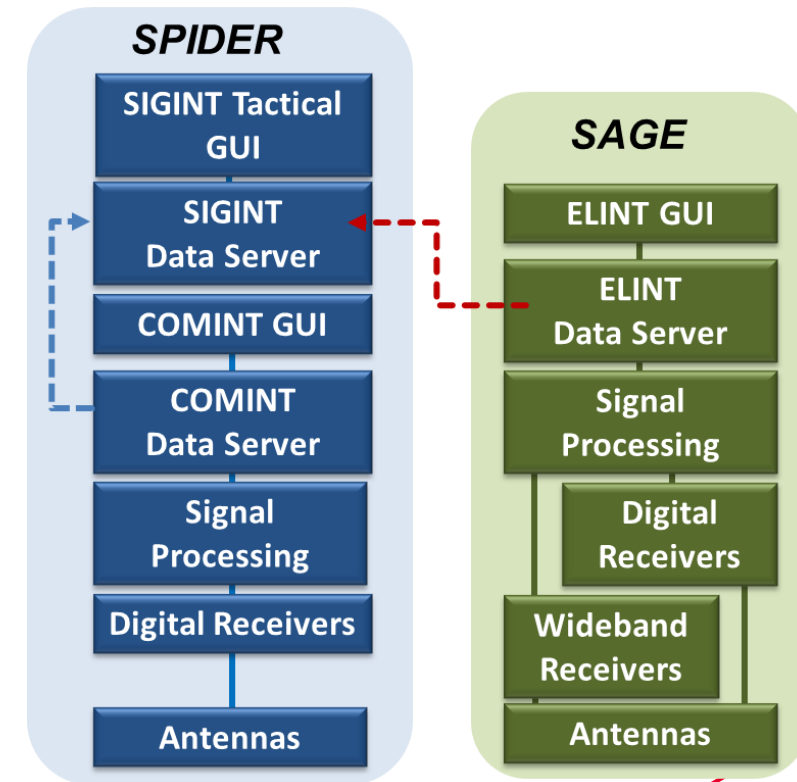 SPIDER
SIGINT Tactical
GUI
SIGINT
Data Server
COMINT GUI
COMINT
Data Server
Signal
Processing
Digital Receivers
Antennas
SAGE
ELINT GUI
ELINT
Data Server
Signal
Processing
Digital
Receivers
Wideband
Receivers
Antennas